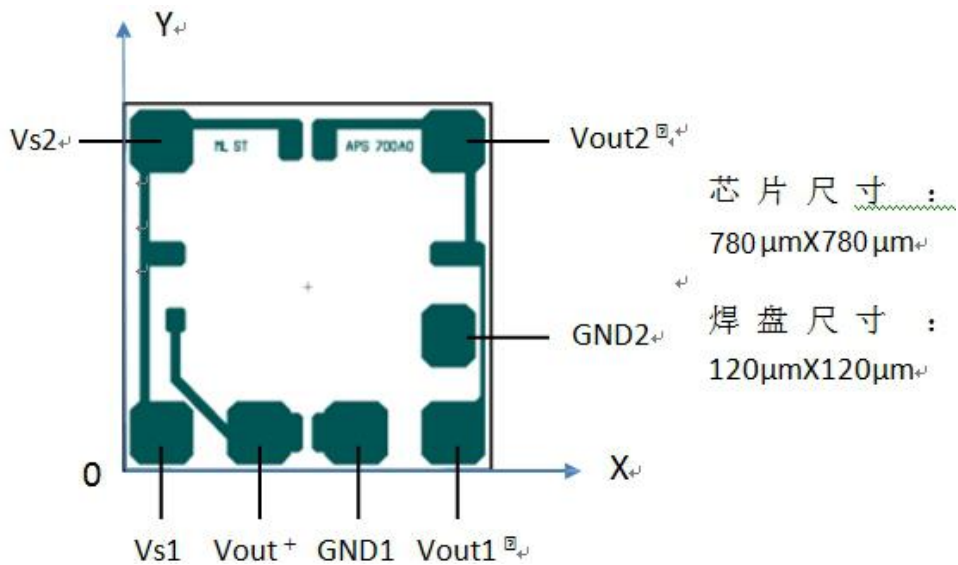 Y
Vs2
ML ST
APS 700A0
Vout2
芯片尺寸：
780μmX780μm
GND2
焊盘尺寸：
120μmX120μm
0
X
Vs1
Vout+
GND1
Vout1